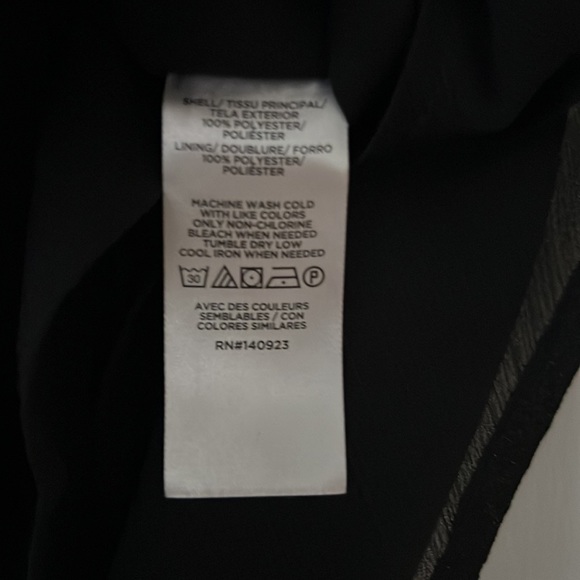 SHELL/ TISSU PRINCIPAL/
TELA EXTERIOR
100% POLYESTER/
POLIÉSTER
LINING/ DOUBLURE/ FORRO
100% POLYESTER/
POLIÉSTER
MACHINE WASH COLD
WITH LIKE COLORS
ONLY NON-CHLORINE
BLEACH WHEN NEEDED
TUMBLE DRY LOW
COOL IRON WHEN NEEDED
30 P
AVEC DES COULEURS
SEMBLABLES / CON
COLORES SIMILARES
RN#140923